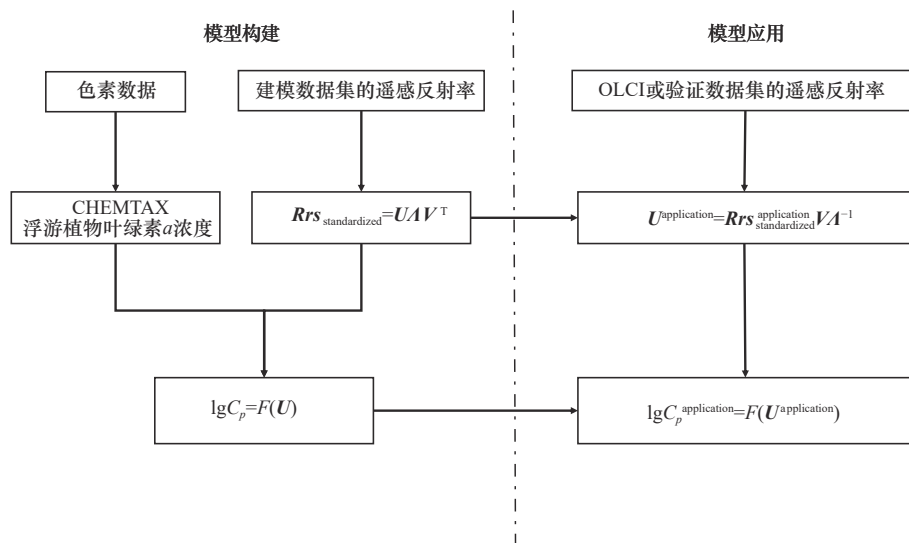 模型构建
模型应用
色素数据
建模数据集的遥感反射率
OLCI或验证数据集的遥感反射率
CHEMTAX
浮游植物叶绿素a浓度
Rrs standardized=UΛV T
U application=Rrs application standardized VΛ−1
lgCp=F(U)
lgCp application=F(U application)